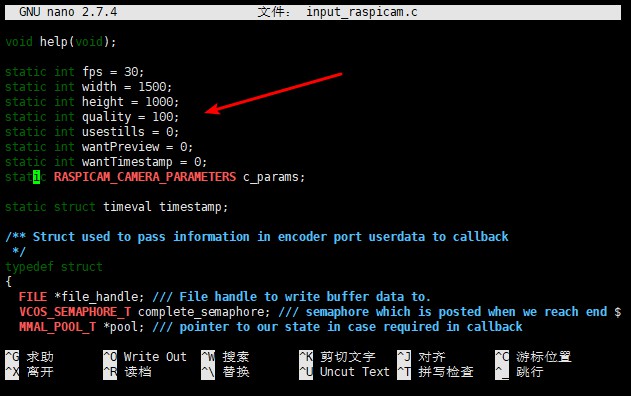 GNU nano 2.7.4 文件： input_raspicam.c
void help(void);
static int fps = 30;
static int width = 1500;
static int height = 1000;
static int quality = 100;
static int usestills = 0;
static int wantPreview = 0;
static int wantTimestamp = 0;
static RASPICAM_CAMERA_PARAMETERS c_params;
static struct timeval timestamp;
/** Struct used to pass information in encoder port userdata to callback
*/
typedef struct
{
FILE *file_handle; /// File handle to write buffer data to.
VCOS_SEMAPHORE_T complete_semaphore; /// semaphore which is posted when we reach end $
MMAL_POOL_T *pool; /// pointer to our state in case required in callback
^G 求助 ^O Write Out ^W 搜索 ^K 剪切文字 ^J 对齐 ^C 游标位置
^X 离开 ^R 读档 ^\ 替换 ^U Uncut Text ^T 拼写检查 ^_ 跳行